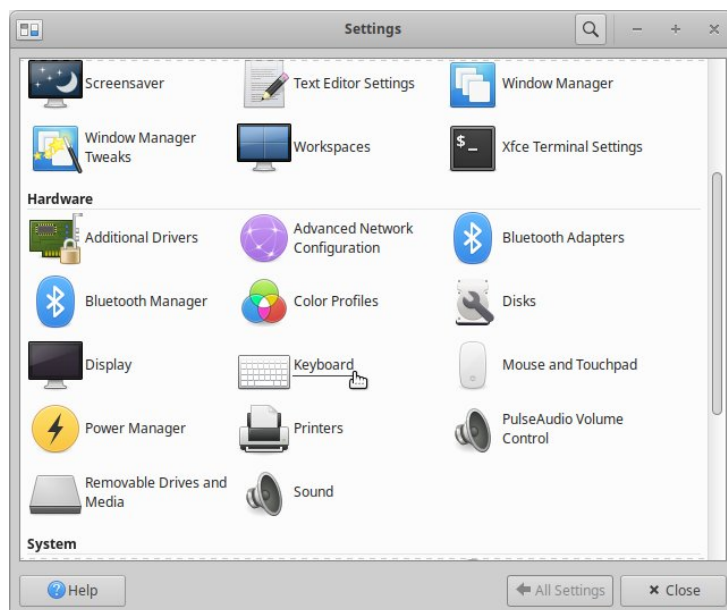 Settings
Screensaver
Text Editor Settings
Window Manager
Window Manager
Tweaks
Workspaces
$_
Xfce Terminal Settings
Hardware
Additional Drivers
Advanced Network
Configuration
Bluetooth Adapters
Bluetooth Manager
Color Profiles
Disks
Display
Keyboard
Mouse and Touchpad
Power Manager
Printers
PulseAudio Volume
Control
Removable Drives and
Media
Sound
System
Help
All Settings
Close